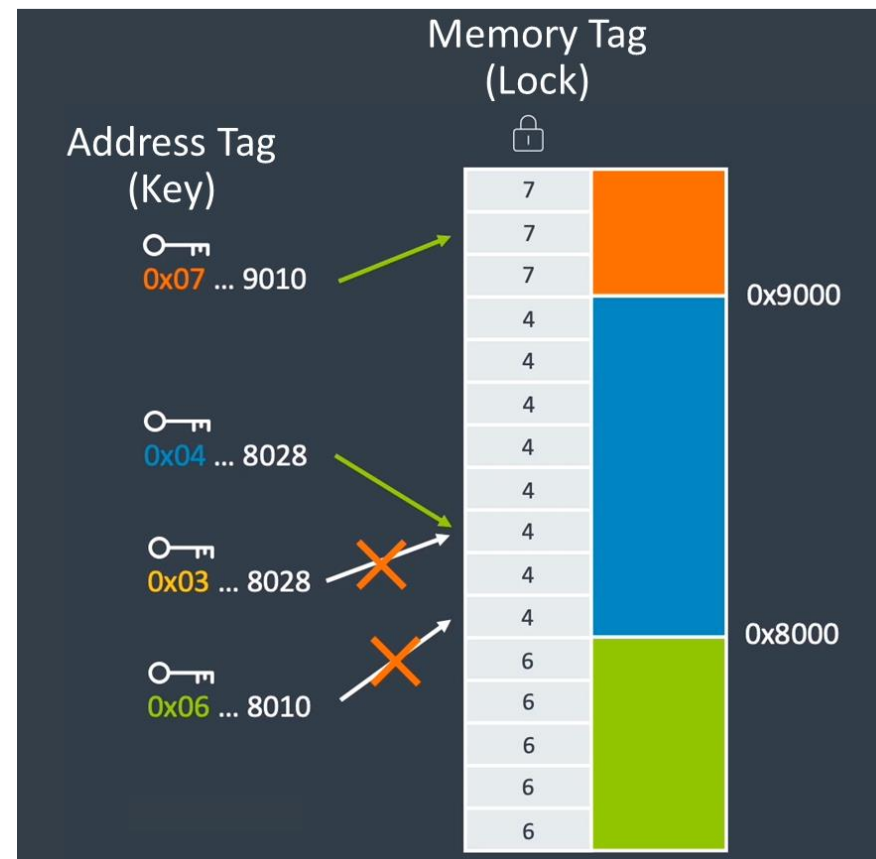 Memory Tag
(Lock)
Address Tag
(Key)
0x07 ... 9010
0x04 ... 8028
0x03 ... 8028
0x06 ... 8010
7
7
7
4
4
4
4
4
4
4
4
6
6
6
6
6
0x9000
0x8000